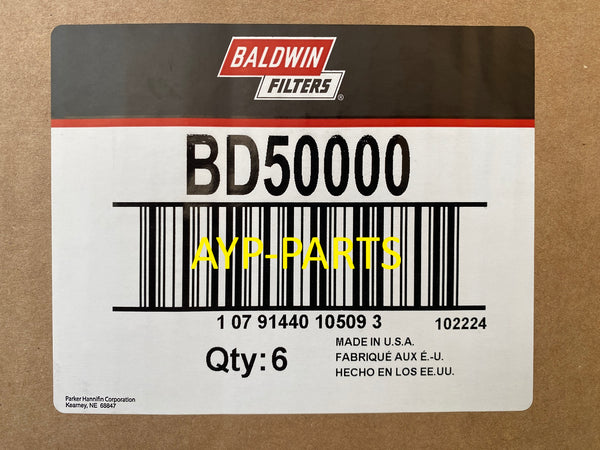 BALDWIN
FILTERS®
BD50000
AYP-PARTS
1 07 91440 10509 3
102224
Qty: 6
MADE IN U.S.A.
FABRIQUÉ AUX É.-U.
HECHO EN LOS EE.UU.
Parker Hannifin Corporation
Kearney, NE 68847